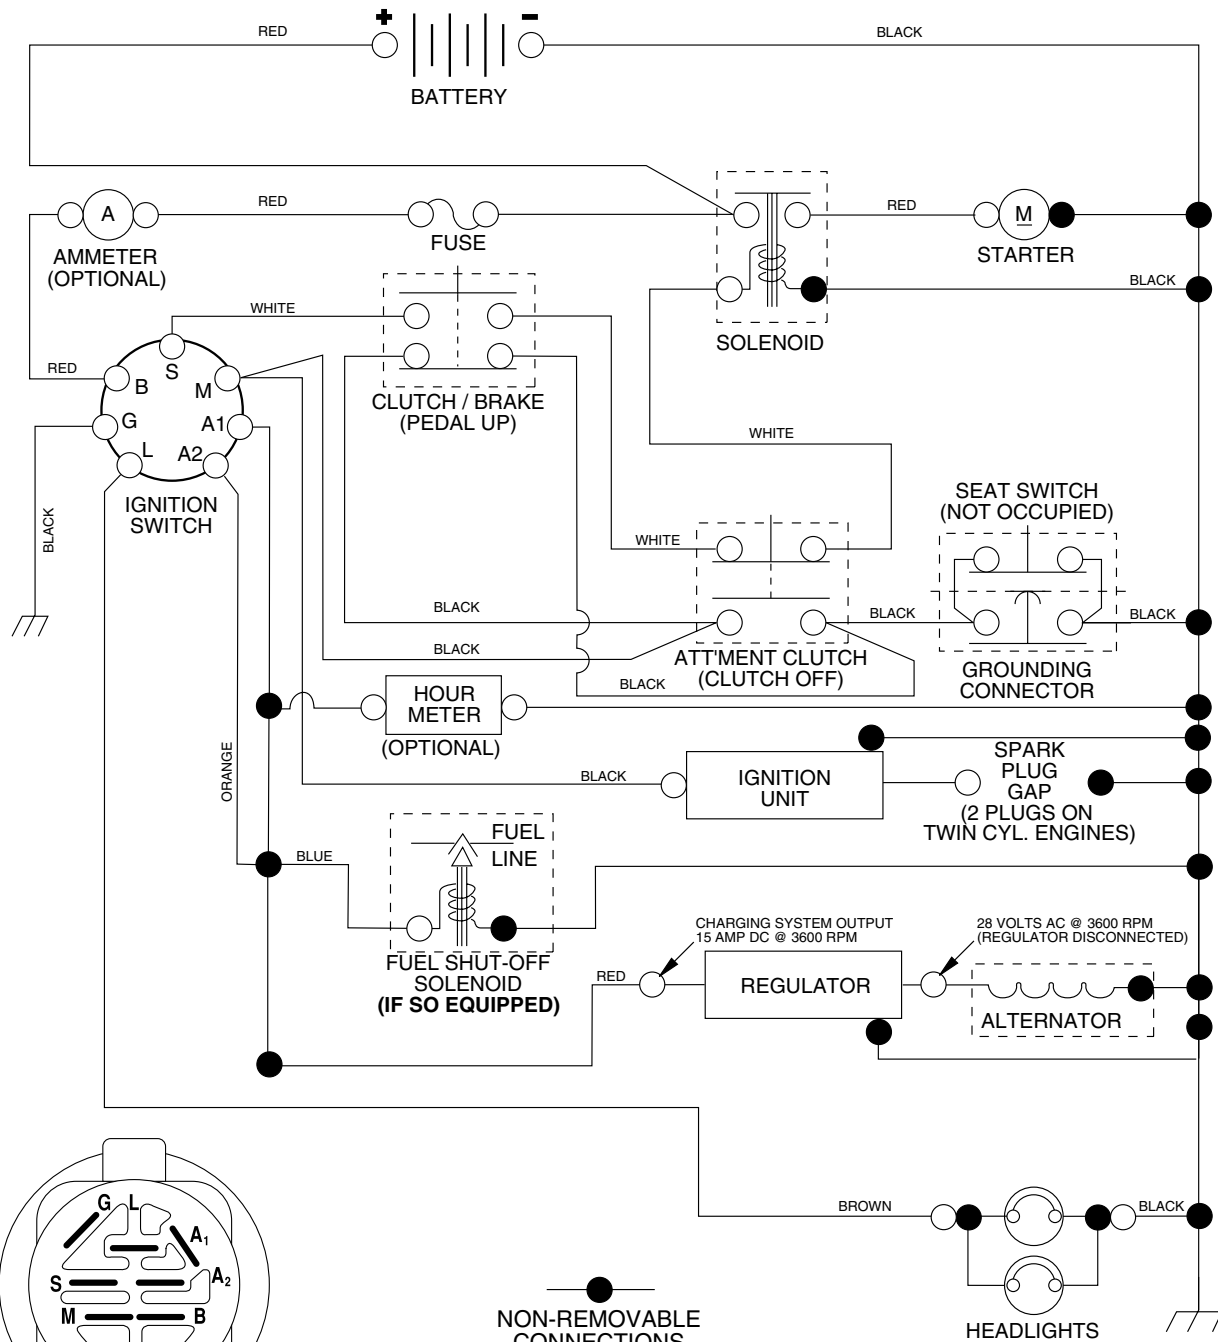 + −
RED
BLACK
BATTERY
RED
A
RED
M
FUSE
STARTER
AMMETER
(OPTIONAL)
BLACK
WHITE
SOLENOID
RED
S
B
M
CLUTCH / BRAKE
(PEDAL UP)
G
A1
WHITE
L
A2
IGNITION
SWITCH
SEAT SWITCH
(NOT OCCUPIED)
BLACK
WHITE
BLACK
BLACK
BLACK
BLACK
ATT'MENT CLUTCH
(CLUTCH OFF)
GROUNDING
CONNECTOR
BLACK
HOUR
METER
(OPTIONAL)
ORANGE
SPARK
PLUG
GAP
(2 PLUGS ON
TWIN CYL. ENGINES)
BLACK
IGNITION
UNIT
FUEL
LINE
BLUE
CHARGING SYSTEM OUTPUT
15 AMP DC @ 3600 RPM
28 VOLTS AC @ 3600 RPM
(REGULATOR DISCONNECTED)
FUEL SHUT-OFF
SOLENOID
(IF SO EQUIPPED)
RED
REGULATOR
ALTERNATOR
G L
A1
BROWN
BLACK
S
A2
M
B
NON-REMOVABLE
CONNECTIONS
HEADLIGHTS